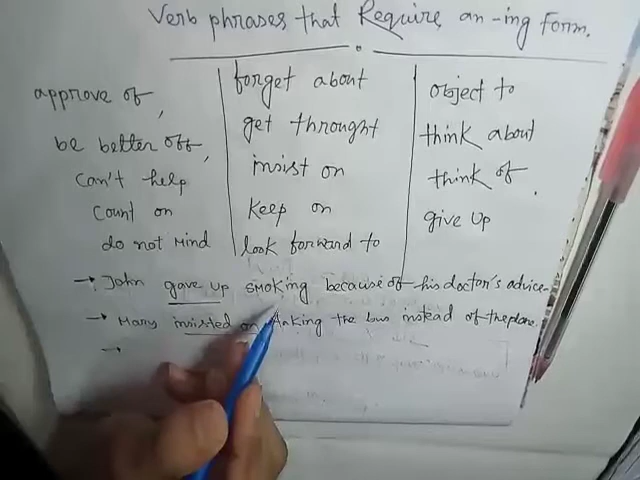 Verb phrases that Require an -ing Form.
approve of,
be better off,
can't help
count on
do not Mind
forget about
get throught
insist on
keep on
look forward to
object to
think about
think of.
give up
→ John gave up smoking because of his doctor's advice.
→ Mary insisted on taking the bus instead of the plane.
→